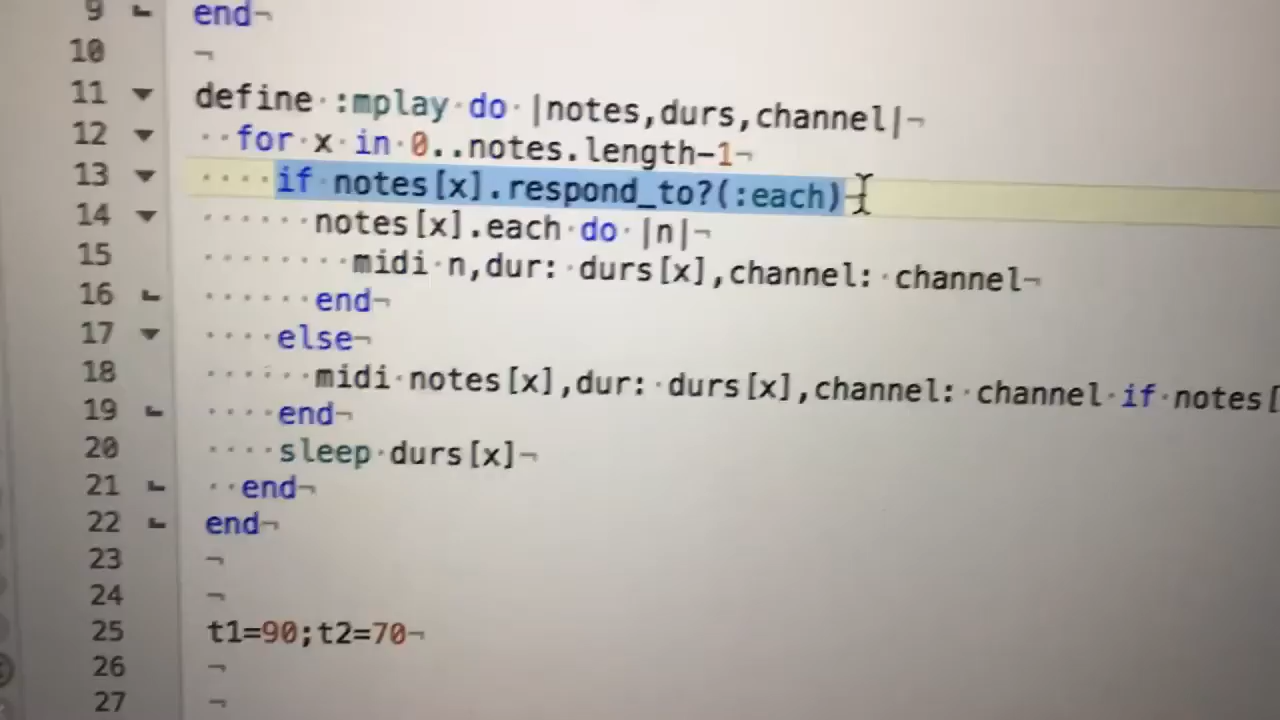 9 end¬
10 ¬
11 define :mplay do |notes,durs,channel|¬
12 for x in 0..notes.length-1¬
13 if notes[x].respond_to?(:each)¬
14 notes[x].each do |n|¬
15 midi n,dur: durs[x],channel: channel¬
16 end¬
17 else¬
18 midi notes[x],dur: durs[x],channel: channel if notes[
19 end¬
20 sleep durs[x]¬
21 end¬
22 end¬
23 ¬
24 ¬
25 t1=90;t2=70¬
26 ¬
27 ¬